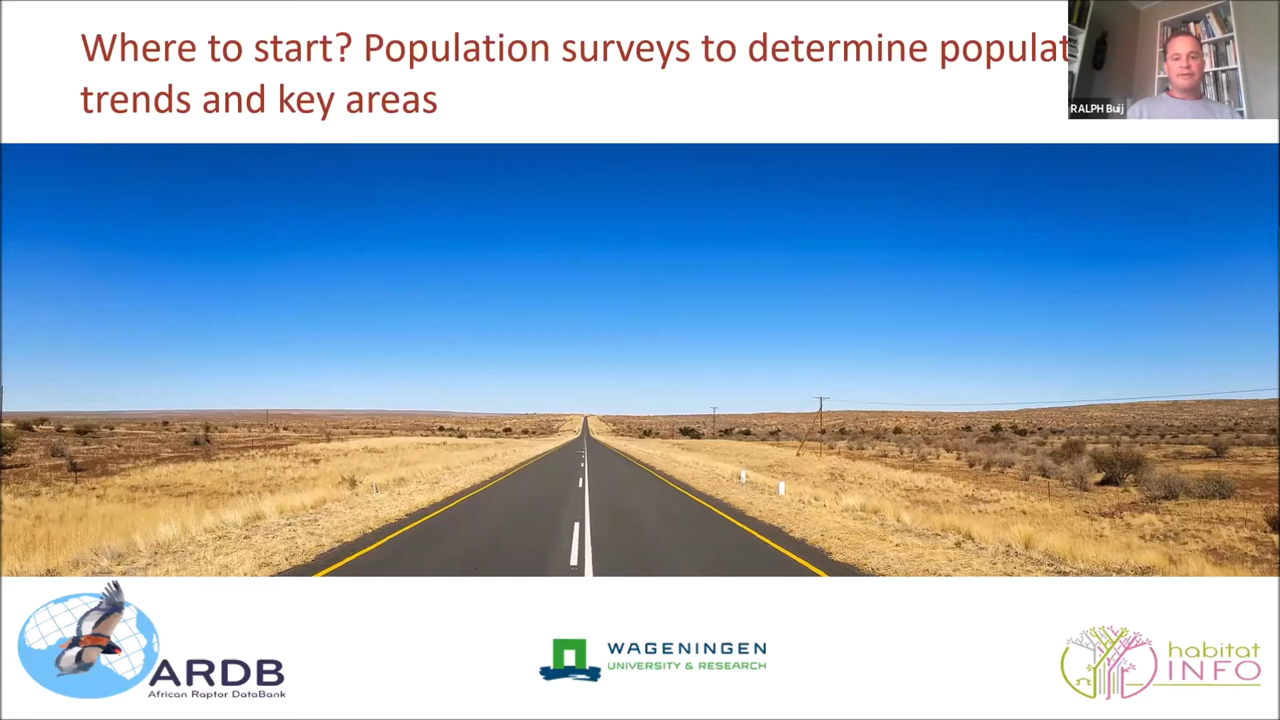 Where to start? Population surveys to determine populat
trends and key areas
RALPH Buij
ARDB
African Raptor DataBank
WAGENINGEN
UNIVERSITY & RESEARCH
habitat
INFO